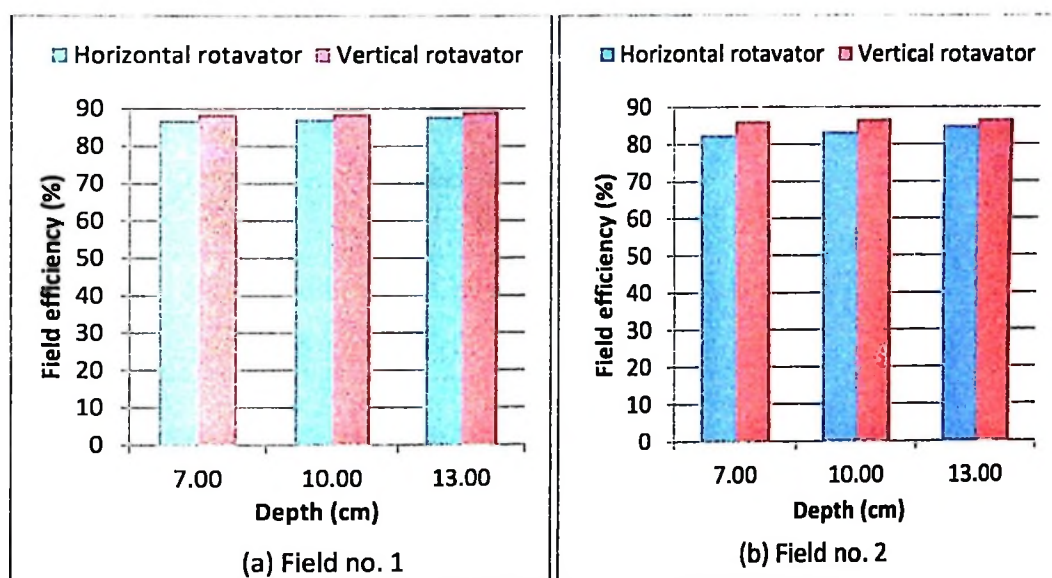 Horizontal rotavator Vertical rotavator
Field efficiency (%)
90
80
70
60
50
40
30
20
10
0
7.00 10.00 13.00
Depth (cm)
(a) Field no. 1
Horizontal rotavator Vertical rotavator
Field efficiency (%)
90
80
70
60
50
40
30
20
10
0
7.00 10.00 13.00
Depth (cm)
(b) Field no. 2